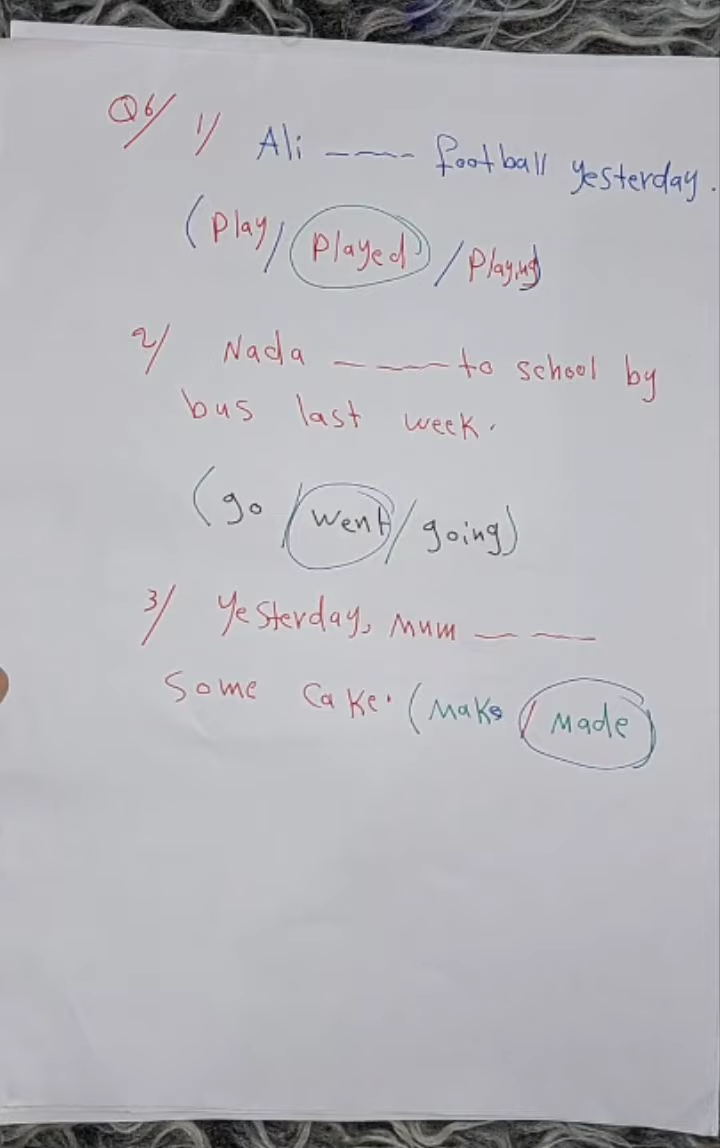 Q6/ 1/ Ali ---- football yesterday.
(Play/ Played / Playing)
2/ Nada ---- to school by
bus last week.
(go / went / going)
3/ Yesterday, Mum -- --
Some Cake. (Make / Made)